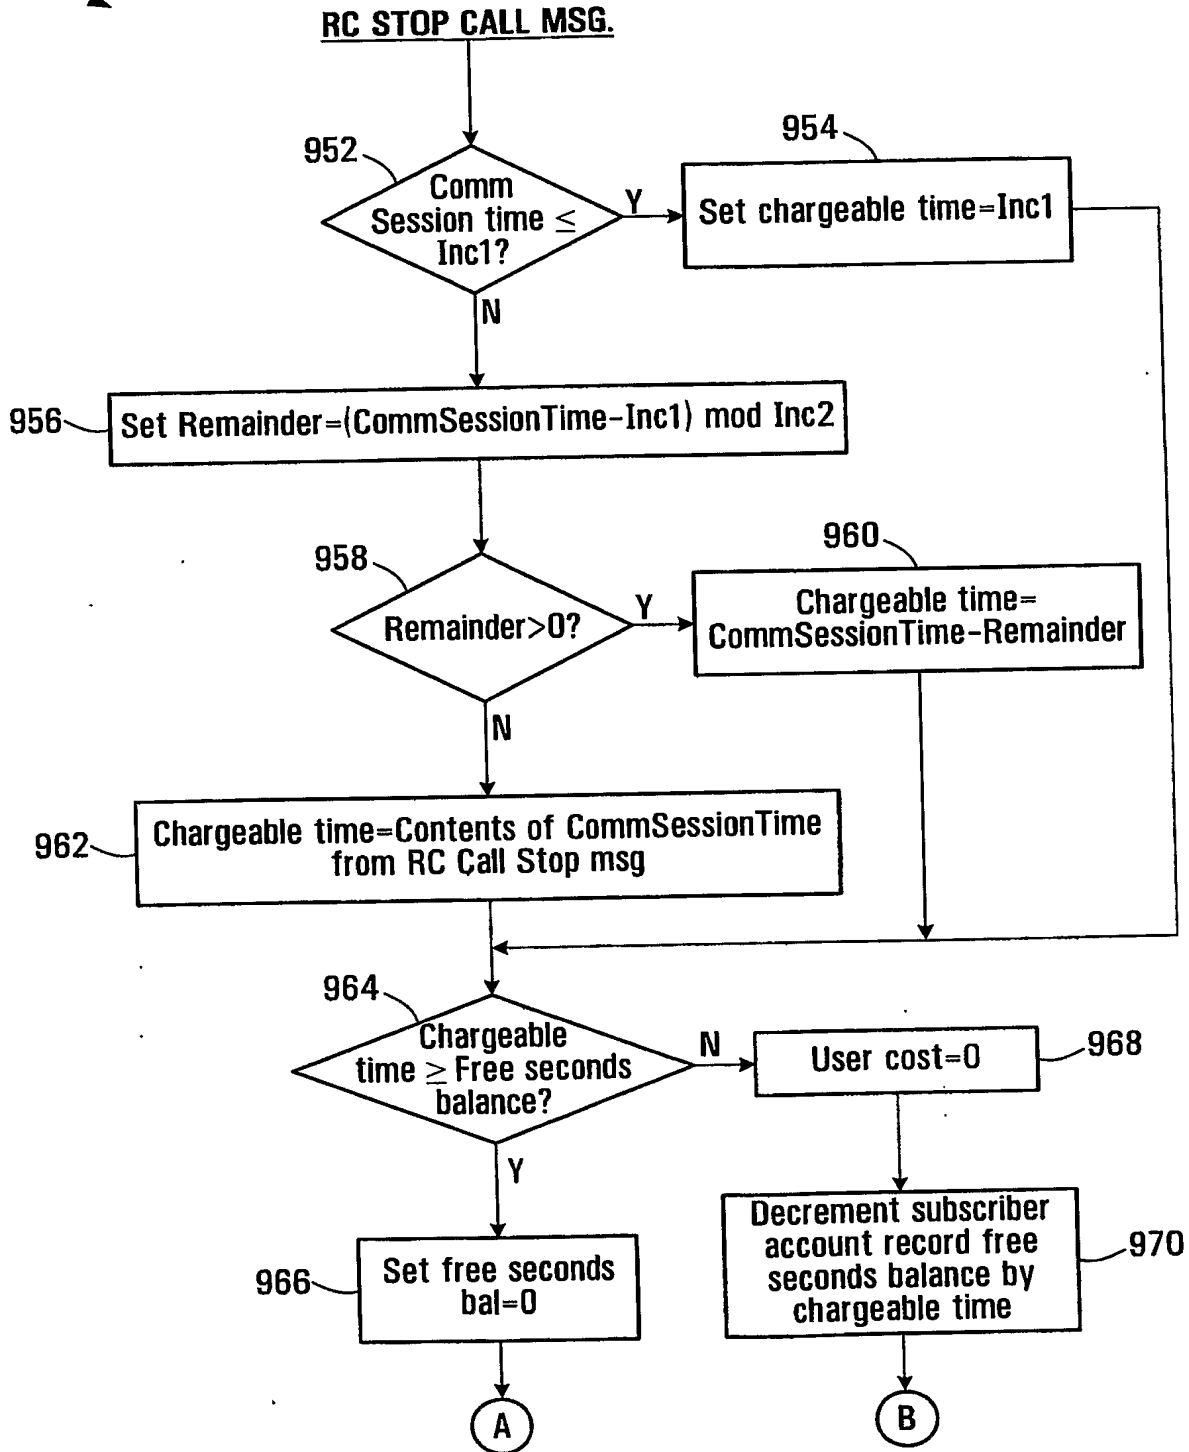 RC STOP CALL MSG.
952
Comm
Session time ≤
Inc1?
Y
954
Set chargeable time=Inc1
N
956
Set Remainder=(CommSessionTime-Inc1) mod Inc2
958
Remainder>0?
Y
960
Chargeable time=
CommSessionTime-Remainder
N
962
Chargeable time=Contents of CommSessionTime
from RC Call Stop msg
964
Chargeable
time ≥ Free seconds
balance?
N
User cost=0
968
Y
966
Set free seconds
bal=0
Decrement subscriber
account record free
seconds balance by
chargeable time
970
A
B